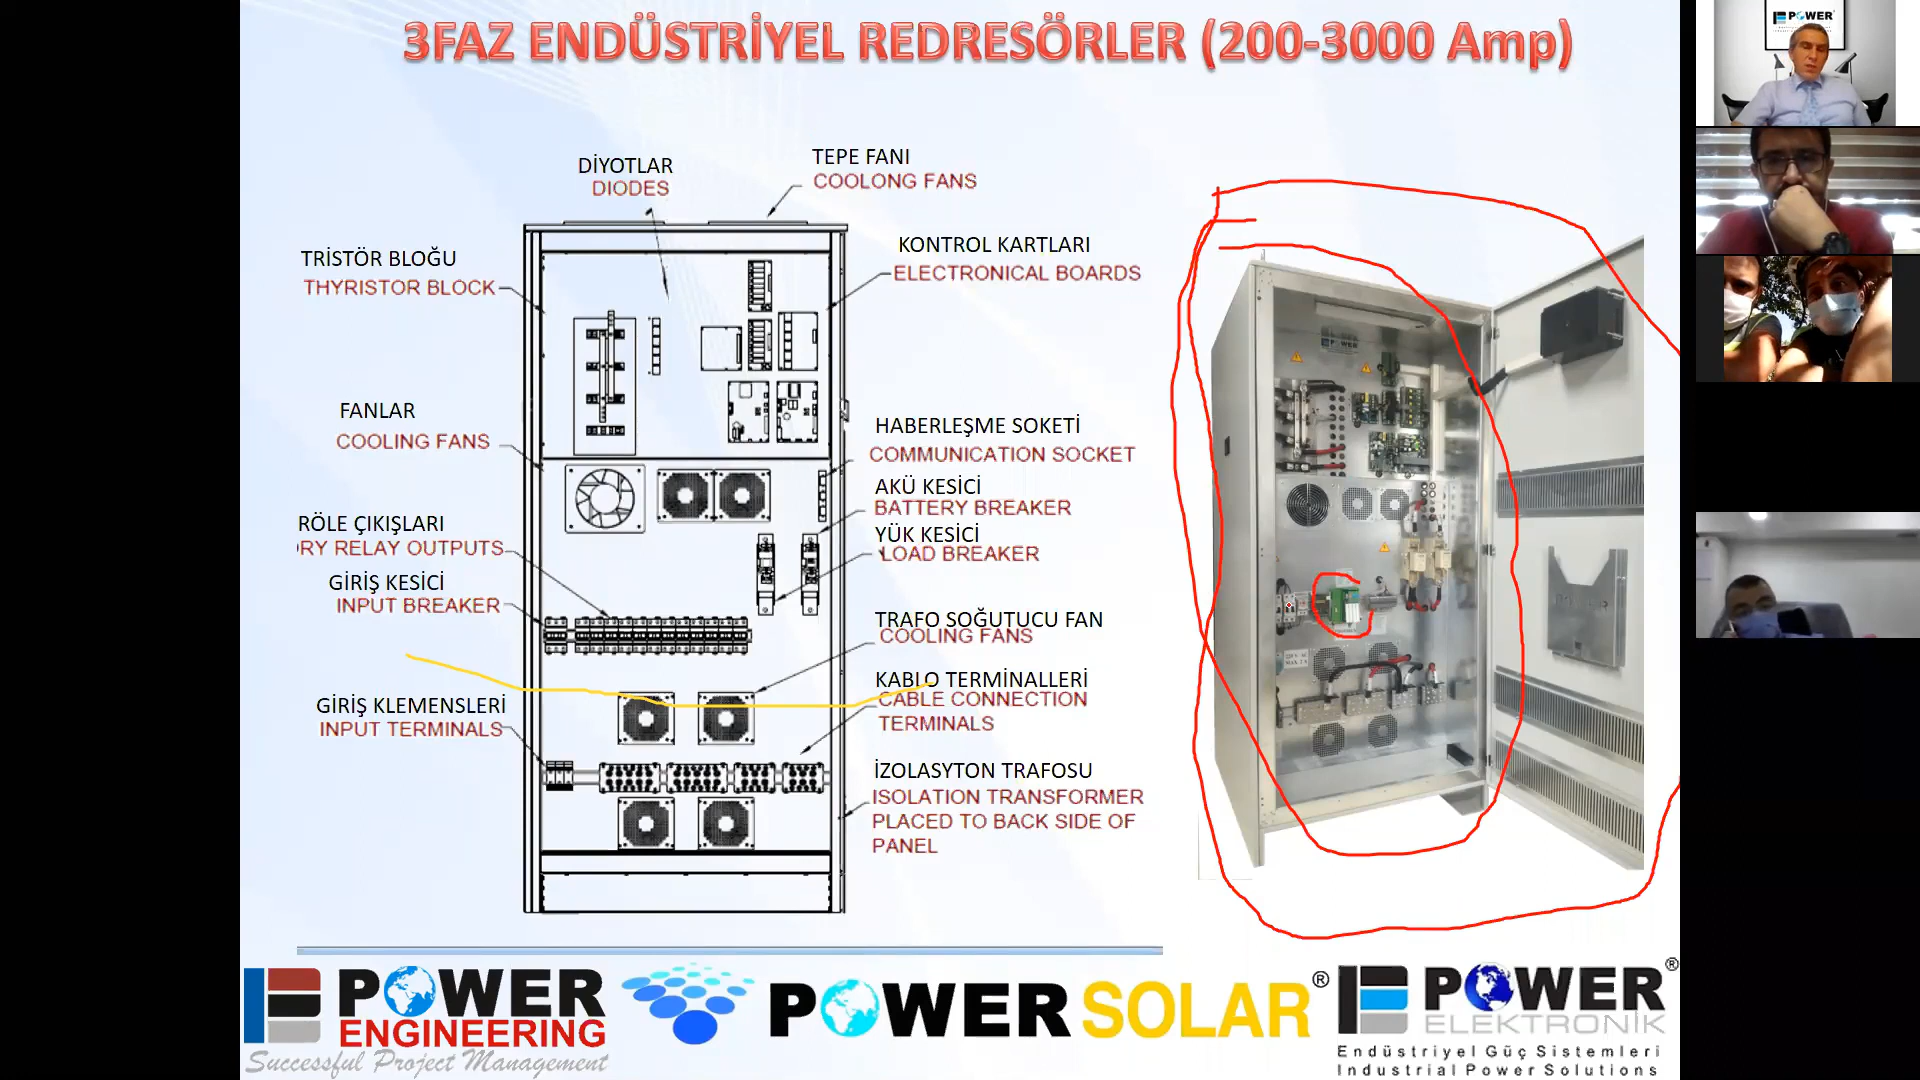 3FAZ ENDÜSTRİYEL REDRESÖRLER (200-3000 Amp)
DİYOTLAR
DIODES
TEPE FANI
COOLONG FANS
TRİSTÖR BLOĞU
THYRISTOR BLOCK
KONTROL KARTLARI
ELECTRONICAL BOARDS
FANLAR
COOLING FANS
HABERLEŞME SOKETİ
COMMUNICATION SOCKET
AKÜ KESİCİ
BATTERY BREAKER
YÜK KESİCİ
LOAD BREAKER
RÖLE ÇIKIŞLARI
RY RELAY OUTPUTS
GİRİŞ KESİCİ
INPUT BREAKER
TRAFO SOĞUTUCU FAN
COOLING FANS
KABLO TERMİNALLERİ
CABLE CONNECTION
TERMINALS
GİRİŞ KLEMENSLERİ
INPUT TERMINALS
İZOLASYTON TRAFOSU
ISOLATION TRANSFORMER
PLACED TO BACK SIDE OF
PANEL
POWER
POWER
POWER
ENGINEERING
Successful Project Management
POWER SOLAR®
POWER®
ELEKTRONİK
Endüstriyel Güç Sistemleri
Industrial Power Solutions